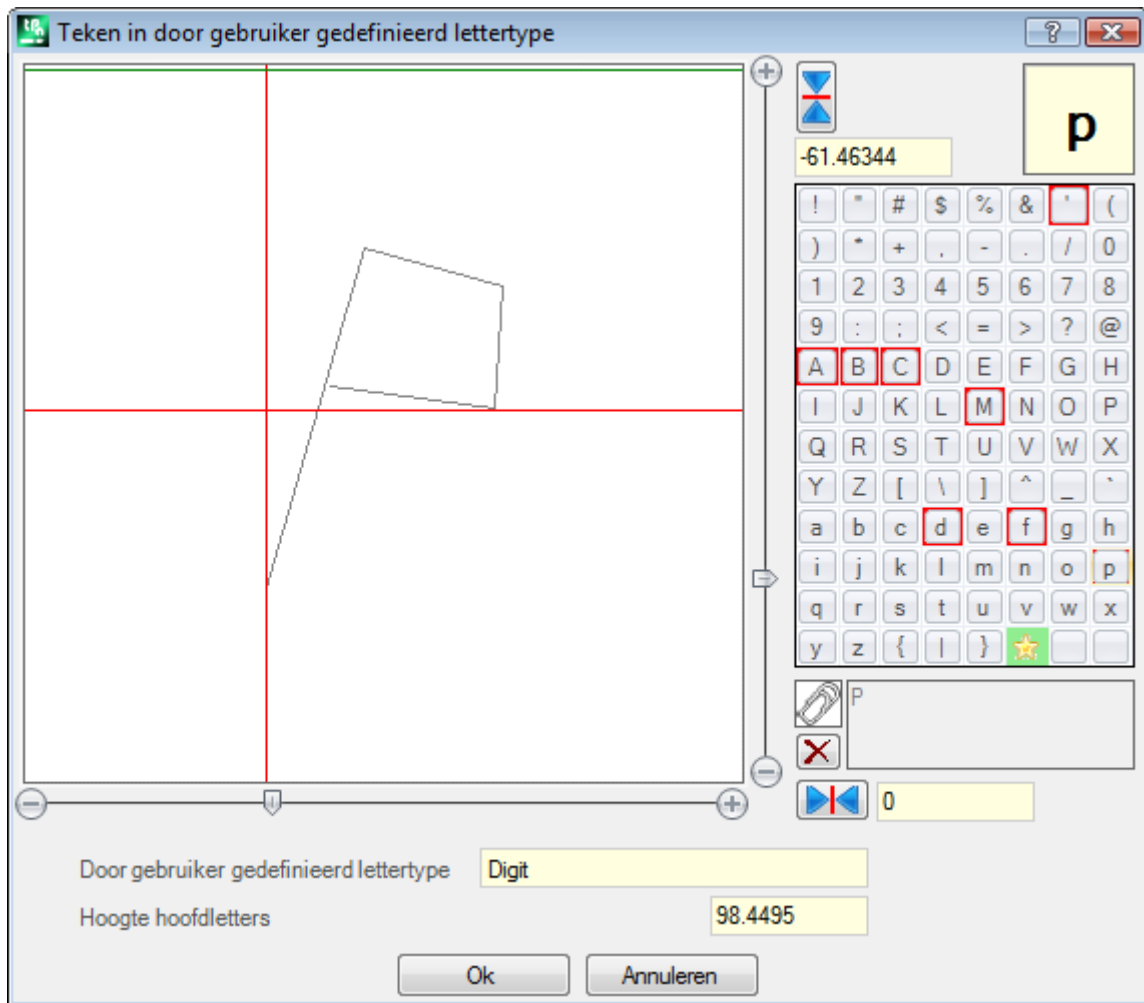 Teken in door gebruiker gedefinieerd lettertype
p
-61.46344
! " # $ % & ' (
) * + , - . / 0
1 2 3 4 5 6 7 8
9 : ; < = > ? @
A B C D E F G H
I J K L M N O P
Q R S T U V W X
Y Z [ \ ] ^ _ `
a b c d e f g h
i j k l m n o p
q r s t u v w x
y z { | }
P
0
Door gebruiker gedefinieerd lettertype Digit
Hoogte hoofdletters 98.4495
Ok Annuleren